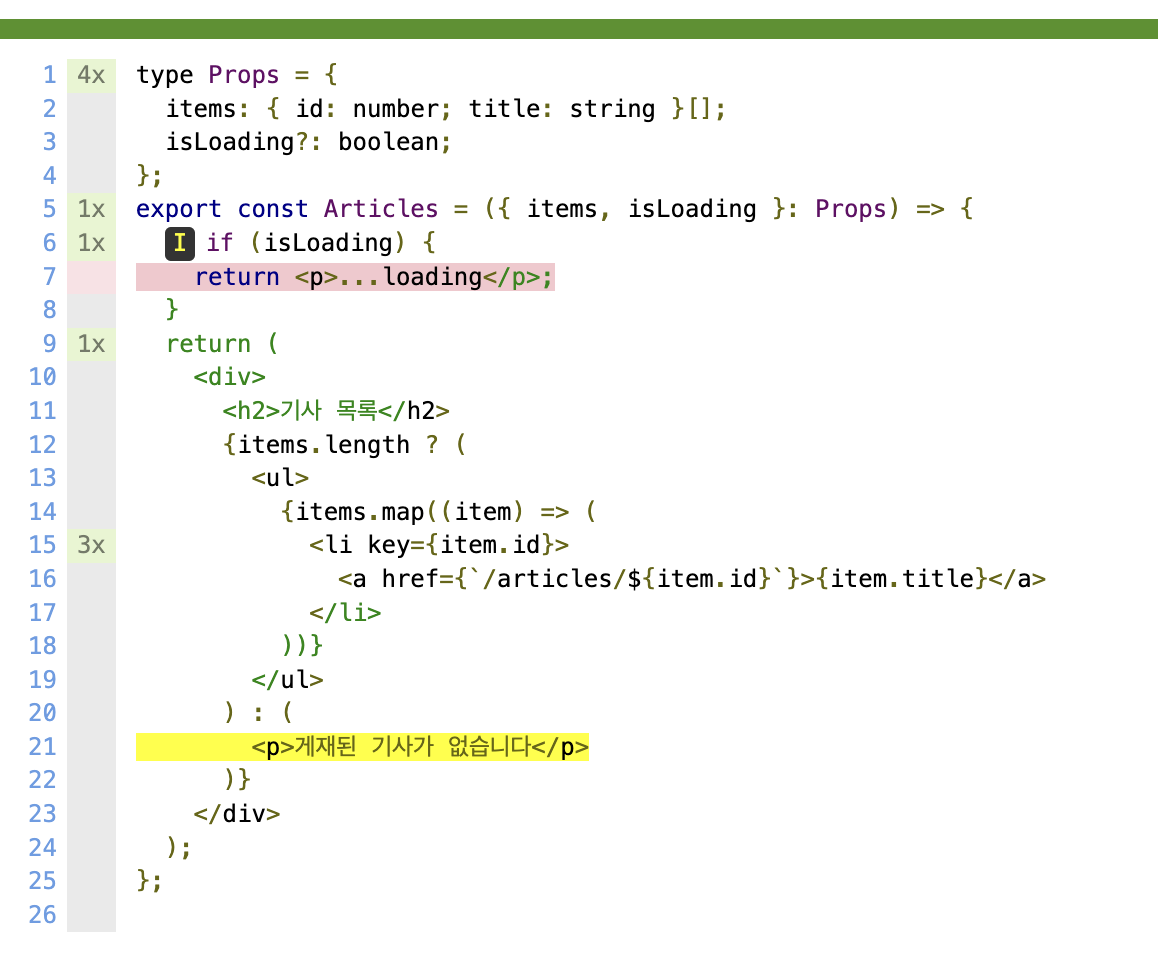 1 4x type Props = {
2 items: { id: number; title: string }[];
3 isLoading?: boolean;
4 };
5 1x export const Articles = ({ items, isLoading }: Props) => {
6 1x I if (isLoading) {
7 return <p>...loading</p>;
8 }
9 1x return (
10 <div>
11 <h2>기사 목록</h2>
12 {items.length ? (
13 <ul>
14 {items.map((item) => (
15 3x <li key={item.id}>
16 <a href={`/articles/${item.id}`}>{item.title}</a>
17 </li>
18 ))}
19 </ul>
20 ) : (
21 <p>게재된 기사가 없습니다</p>
22 )}
23 </div>
24 );
25 };
26